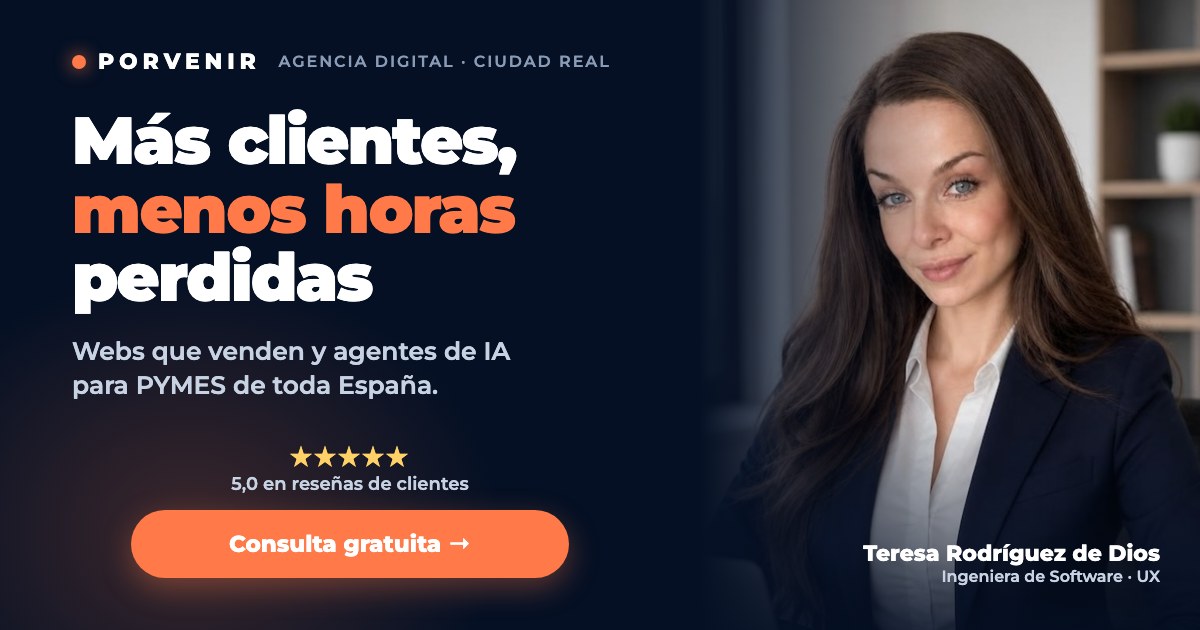 PORVENIR AGENCIA DIGITAL · CIUDAD REAL
Más clientes,
menos horas
perdidas
Webs que venden y agentes de IA
para PYMES de toda España.
★★★★★
5,0 en reseñas de clientes
Consulta gratuita →
Teresa Rodríguez de Dios
Ingeniera de Software · UX